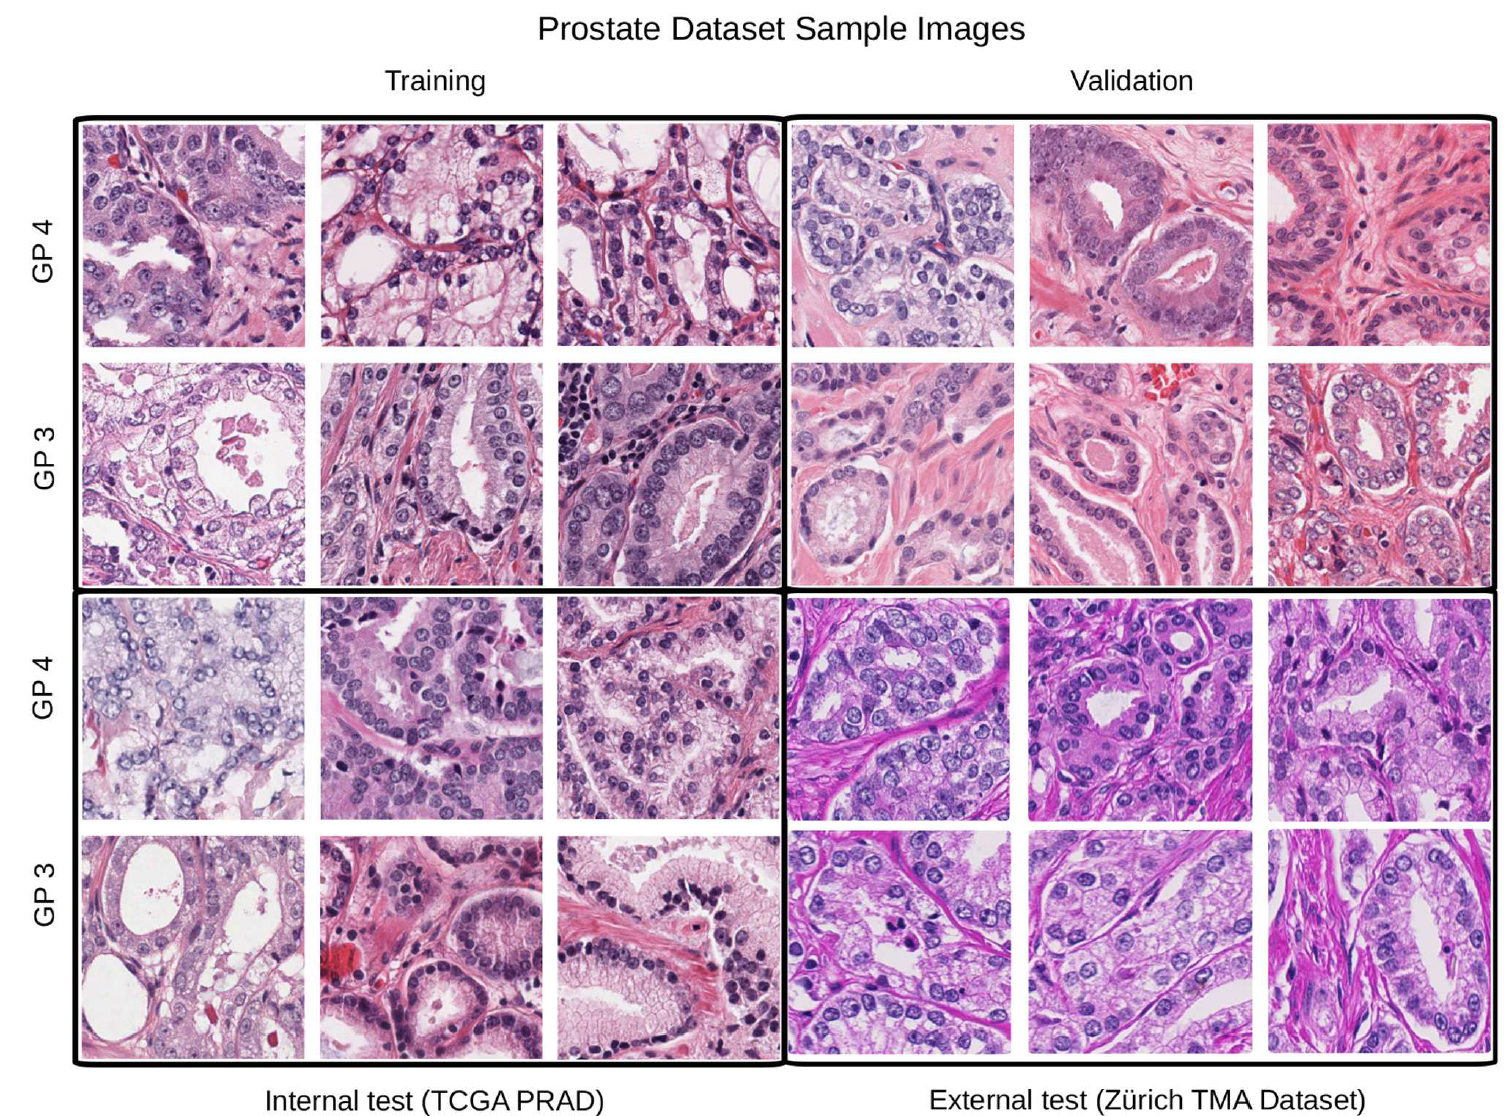 Prostate Dataset Sample Images
Training
Validation
GP 4
GP 3
GP 4
GP 3
Internal test (TCGA PRAD)
External test (Zürich TMA Dataset)